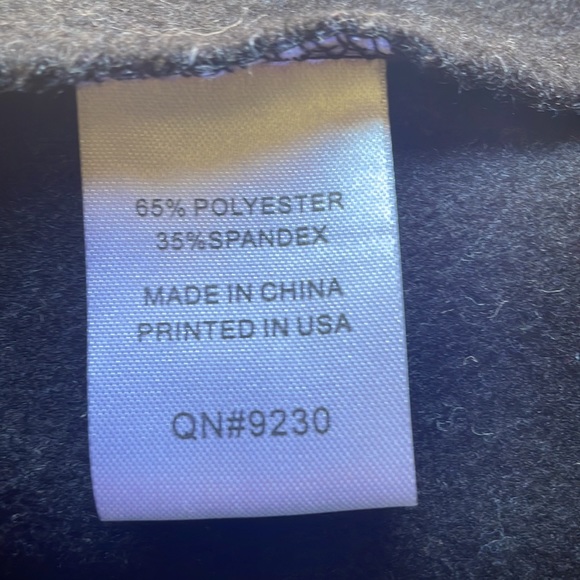 65% POLYESTER
35%SPANDEX
MADE IN CHINA
PRINTED IN USA
QN#9230